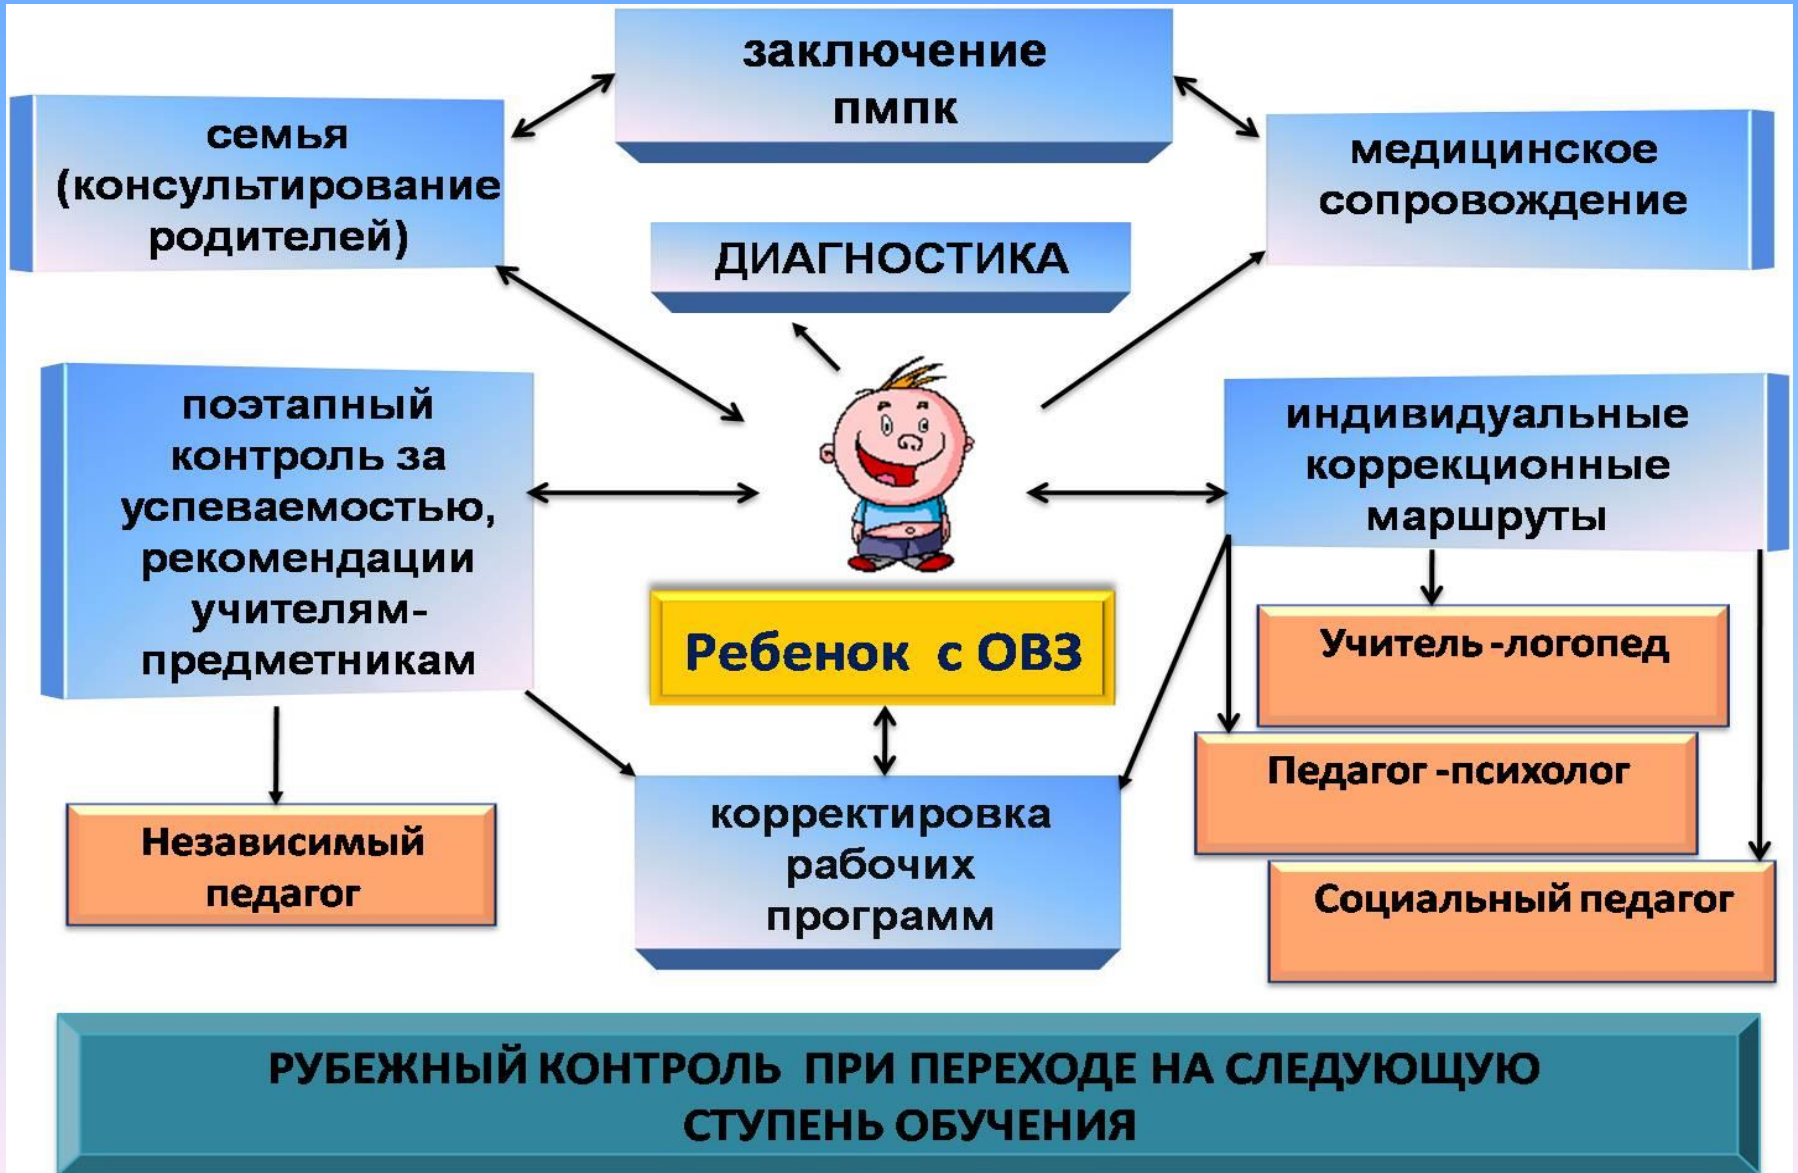 заключение
пмпк
семья
(консультирование
родителей)
медицинское
сопровождение
ДИАГНОСТИКА
поэтапный
контроль за
успеваемостью,
рекомендации
учителям-
предметникам
индивидуальные
коррекционные
маршруты
Ребенок с ОВЗ
Учитель -логопед
Педагог -психолог
Социальный педагог
Независимый
педагог
корректировка
рабочих
программ
РУБЕЖНЫЙ КОНТРОЛЬ ПРИ ПЕРЕХОДЕ НА СЛЕДУЮЩУЮ
СТУПЕНЬ ОБУЧЕНИЯ